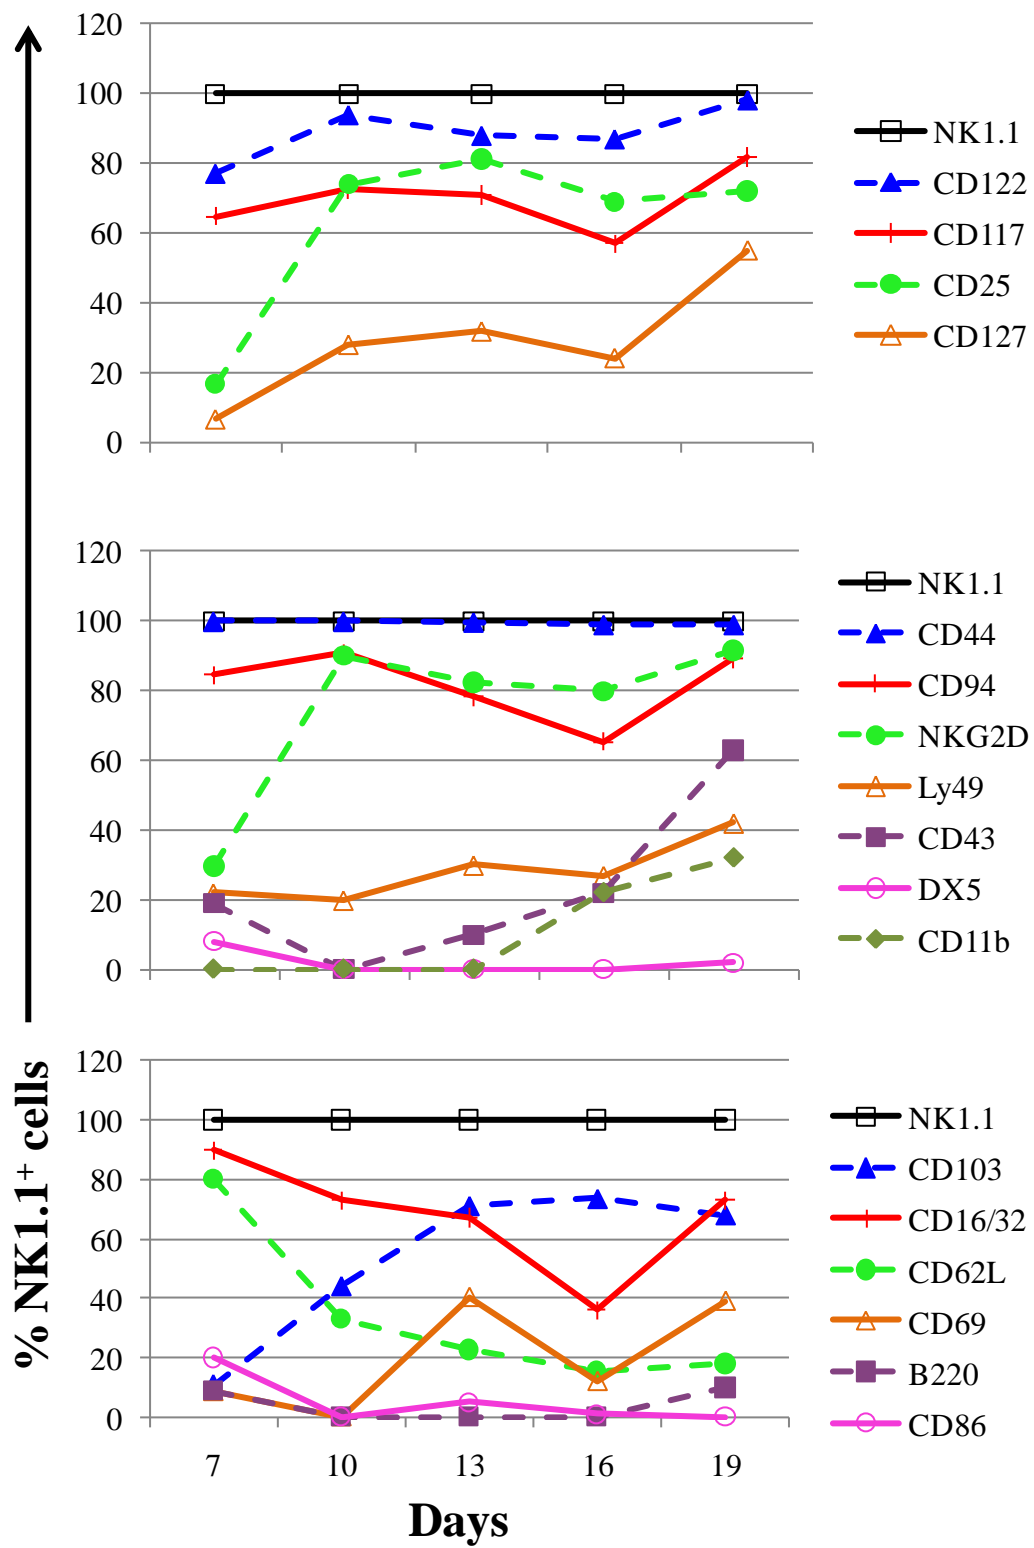 120
100
80
60
40
20
0
NK1.1
CD122
CD117
CD25
CD127
120
100
80
60
40
20
0
NK1.1
CD44
CD94
NKG2D
Ly49
CD43
DX5
CD11b
% NK1.1⁺ cells
120
100
80
60
40
20
0
NK1.1
CD103
CD16/32
CD62L
CD69
B220
CD86
7 10 13 16 19
Days